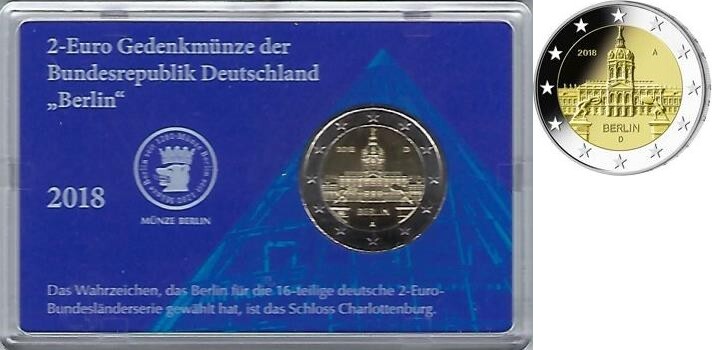 2-Euro Gedenkmünze der
Bundesrepublik Deutschland
„Berlin“
2018
MÜNZE BERLIN
2018 D
BERLIN
A
Das Wahrzeichen, das Berlin für die 16-teilige deutsche 2-Euro-
Bundesländerserie gewählt hat, ist das Schloss Charlottenburg.
2018 A
BERLIN
D